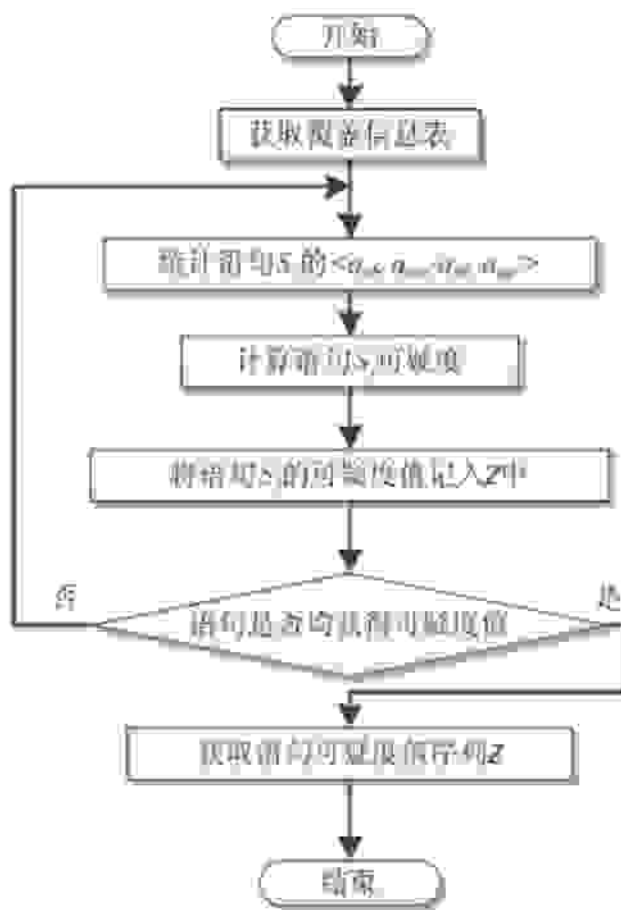 开始
获取覆盖信息表
统计语句S 的<
计算语句S 可疑度
将语句S 的可疑度值记入Z中
否
是
语句是否均获得可疑度值
获取语句可疑度值序列Z
结束